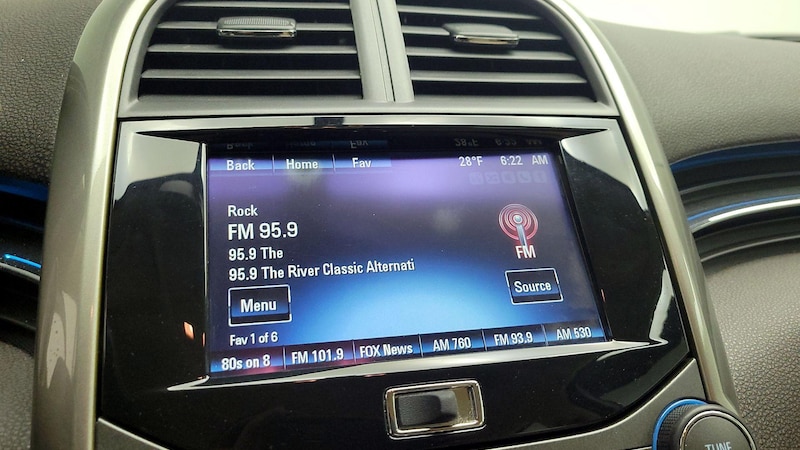 Back Home Fav 28°F 6:22 AM
Rock
FM 95.9
95.9 The
95.9 The River Classic Alternati
FM
Menu Source
Fav 1 of 6
80s on 8 FM 101.9 FOX News AM 760 FM 93.9 AM 530
TUNE